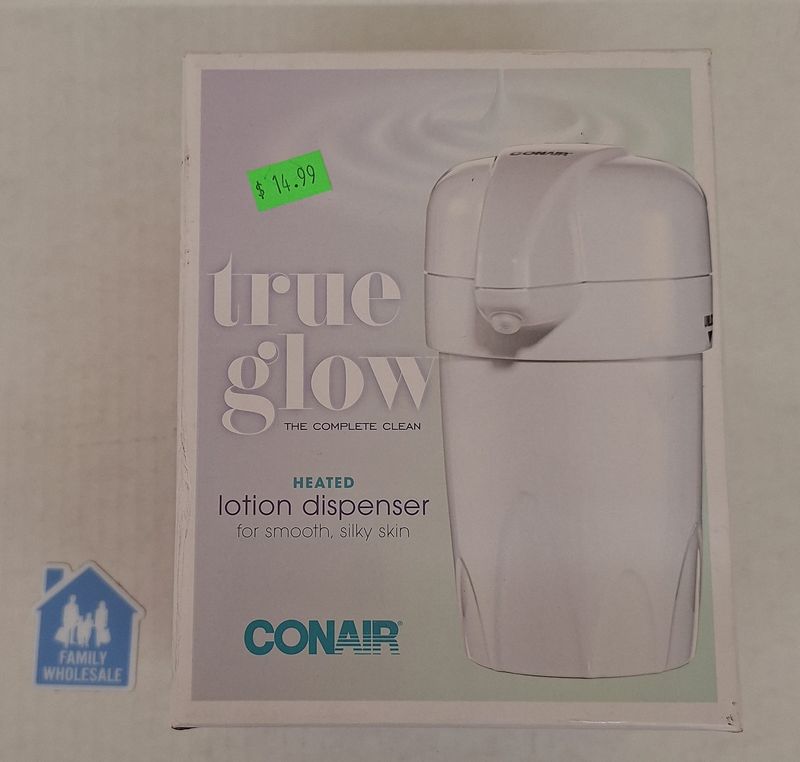 CONAIR
$ 14.99
true
glow
THE COMPLETE CLEAN
HEATED
lotion dispenser
for smooth, silky skin
CONAIR®
FAMILY
WHOLESALE